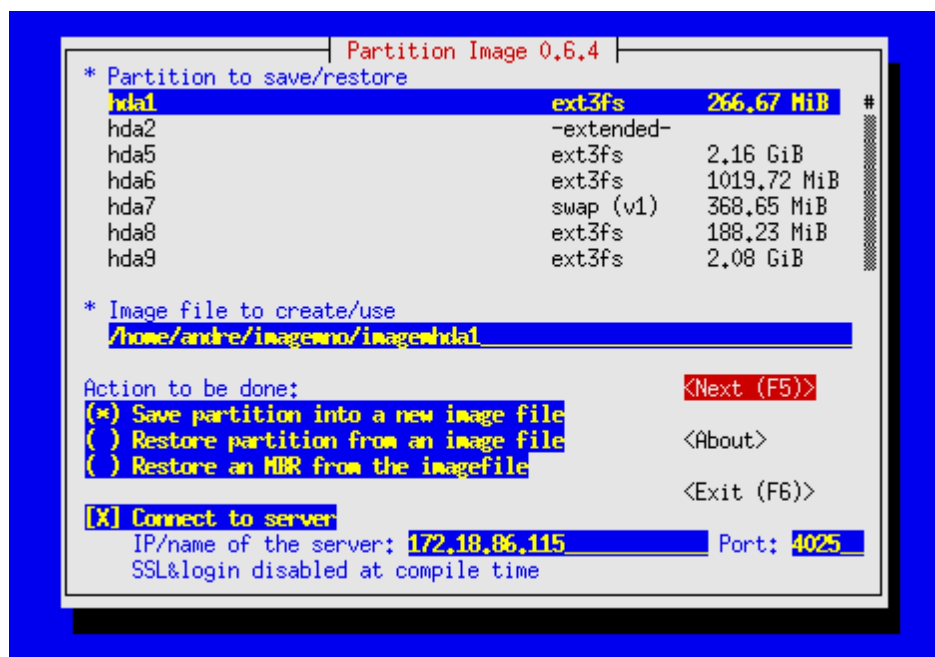 Partition Image 0.6.4
* Partition to save/restore
hda1 ext3fs 266.67 MiB #
hda2 -extended-
hda5 ext3fs 2.16 GiB
hda6 ext3fs 1019.72 MiB
hda7 swap (v1) 368.65 MiB
hda8 ext3fs 188.23 MiB
hda9 ext3fs 2.08 GiB
* Image file to create/use
/home/andre/imagemno/imagemhda1
Action to be done: <Next (F5)>
(*) Save partition into a new image file
( ) Restore partition from an image file <About>
( ) Restore an MBR from the imagefile
<Exit (F6)>
[X] Connect to server
IP/name of the server: 172.18.86.115 Port: 4025
SSL&login disabled at compile time